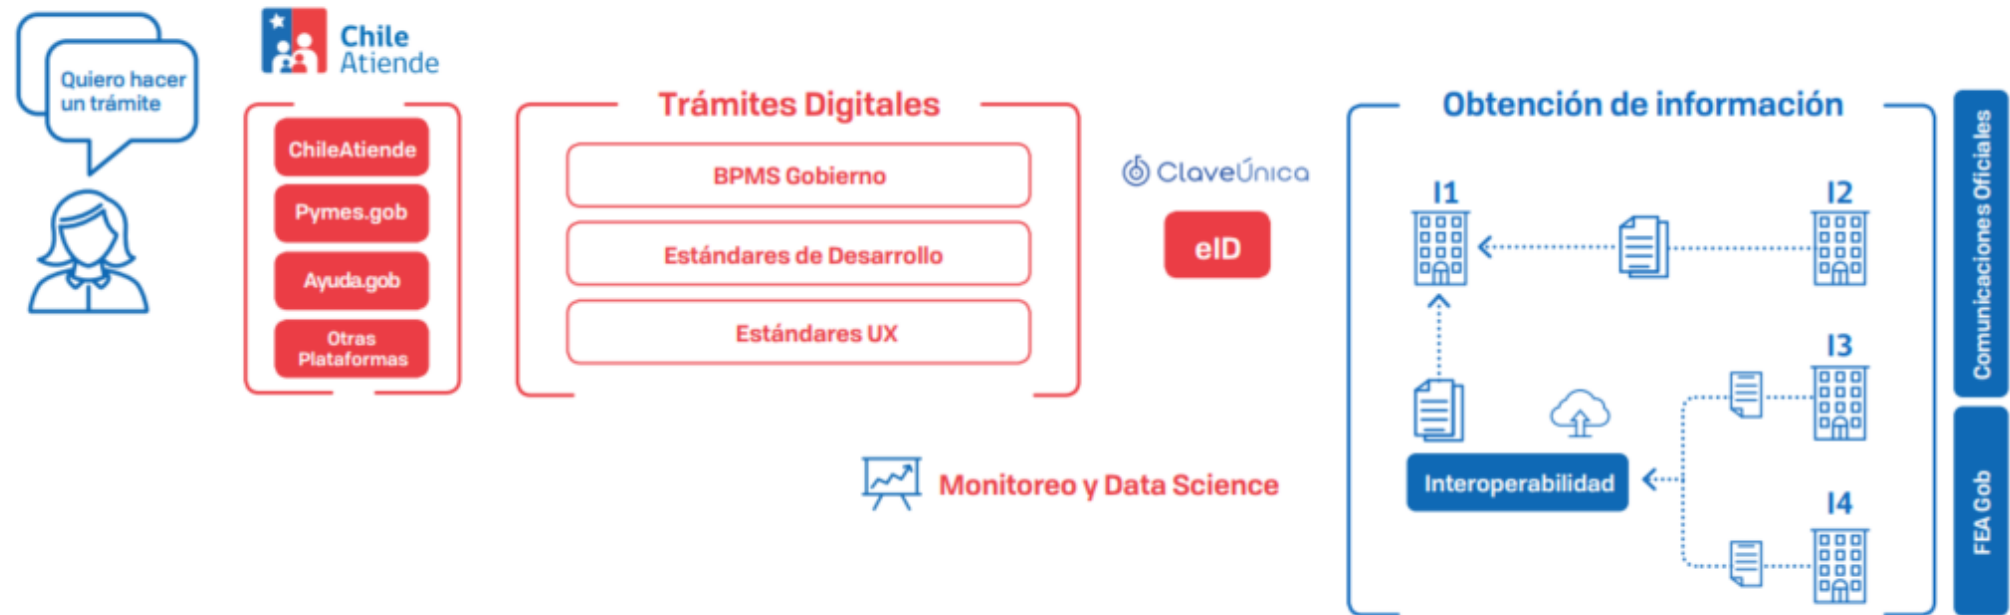 Quiero hacer
un trámite
Chile
Atiende
ChileAtiende
Pymes.gob
Ayuda.gob
Otras
Plataformas
Trámites Digitales
BPMS Gobierno
Estándares de Desarrollo
Estándares UX
ClaveÚnica
eID
Monitoreo y Data Science
Obtención de información
I1
I2
I3
Interoperabilidad
I4
Comunicaciones Oficiales
FEA Gob